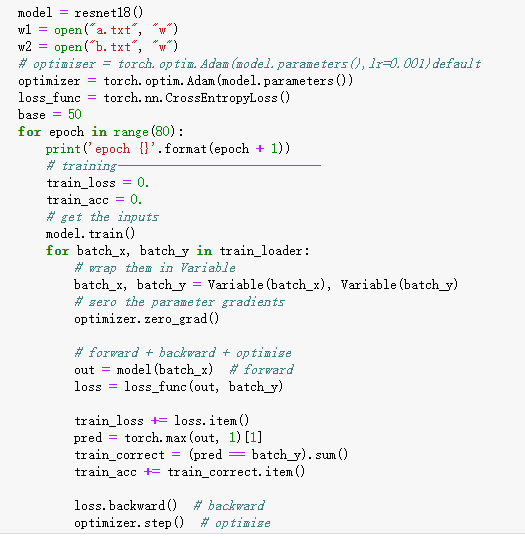 model = resnet18()
w1 = open("a.txt", "w")
w2 = open("b.txt", "w")
# optimizer = torch.optim.Adam(model.parameters(),lr=0.001)default
optimizer = torch.optim.Adam(model.parameters())
loss_func = torch.nn.CrossEntropyLoss()
base = 50
for epoch in range(80):
    print('epoch {}'.format(epoch + 1))
    # training-----------------------------
    train_loss = 0.
    train_acc = 0.
    # get the inputs
    model.train()
    for batch_x, batch_y in train_loader:
        # wrap them in Variable
        batch_x, batch_y = Variable(batch_x), Variable(batch_y)
        # zero the parameter gradients
        optimizer.zero_grad()

        # forward + backward + optimize
        out = model(batch_x)  # forward
        loss = loss_func(out, batch_y)

        train_loss += loss.item()
        pred = torch.max(out, 1)[1]
        train_correct = (pred == batch_y).sum()
        train_acc += train_correct.item()

        loss.backward()  # backward
        optimizer.step()  # optimize